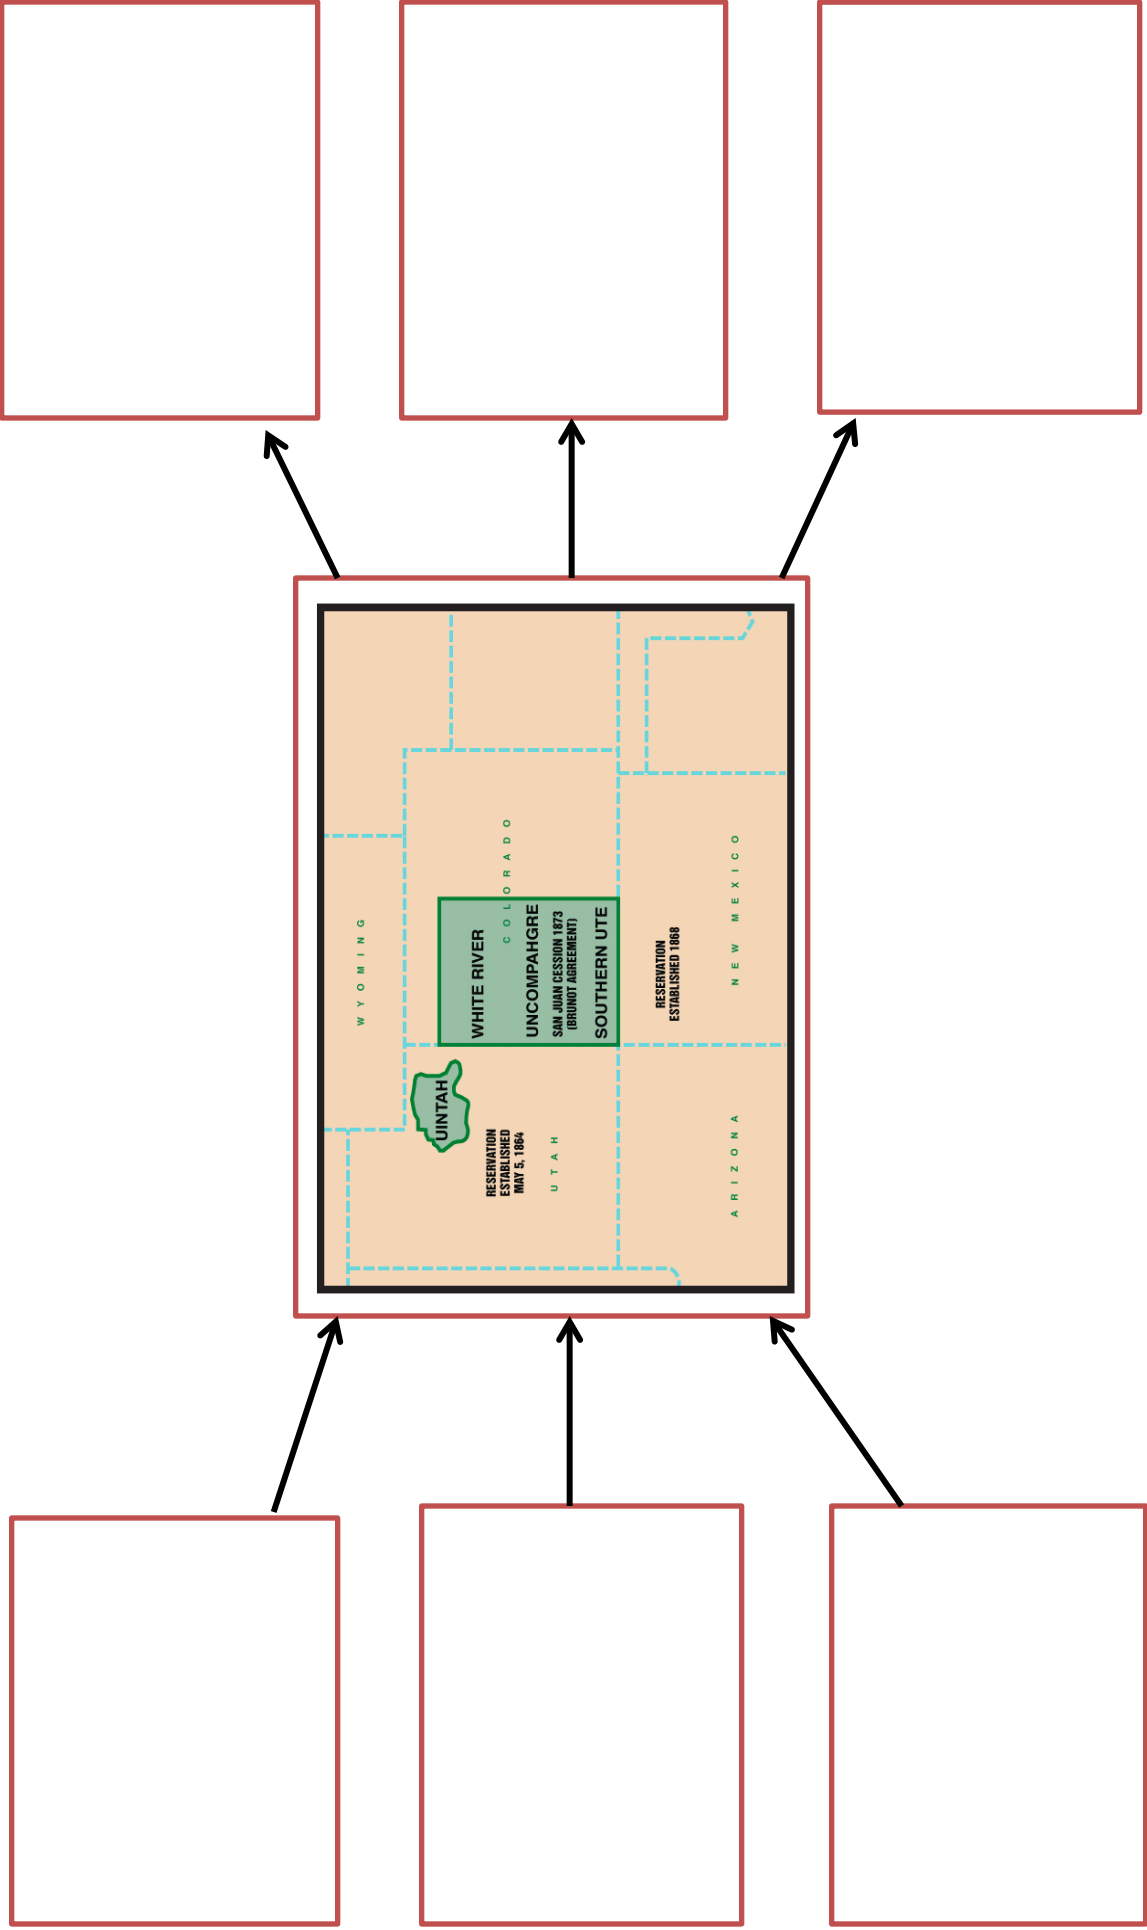 WYOMING
COLORADO
WHITE RIVER
UNCOMPAHGRE
SAN JUAN CESSION 1873
(BRUNOT AGREEMENT)
SOUTHERN UTE
UINTAH
RESERVATION
ESTABLISHED
MAY 5, 1864
UTAH
RESERVATION
ESTABLISHED 1868
ARIZONA
NEW MEXICO